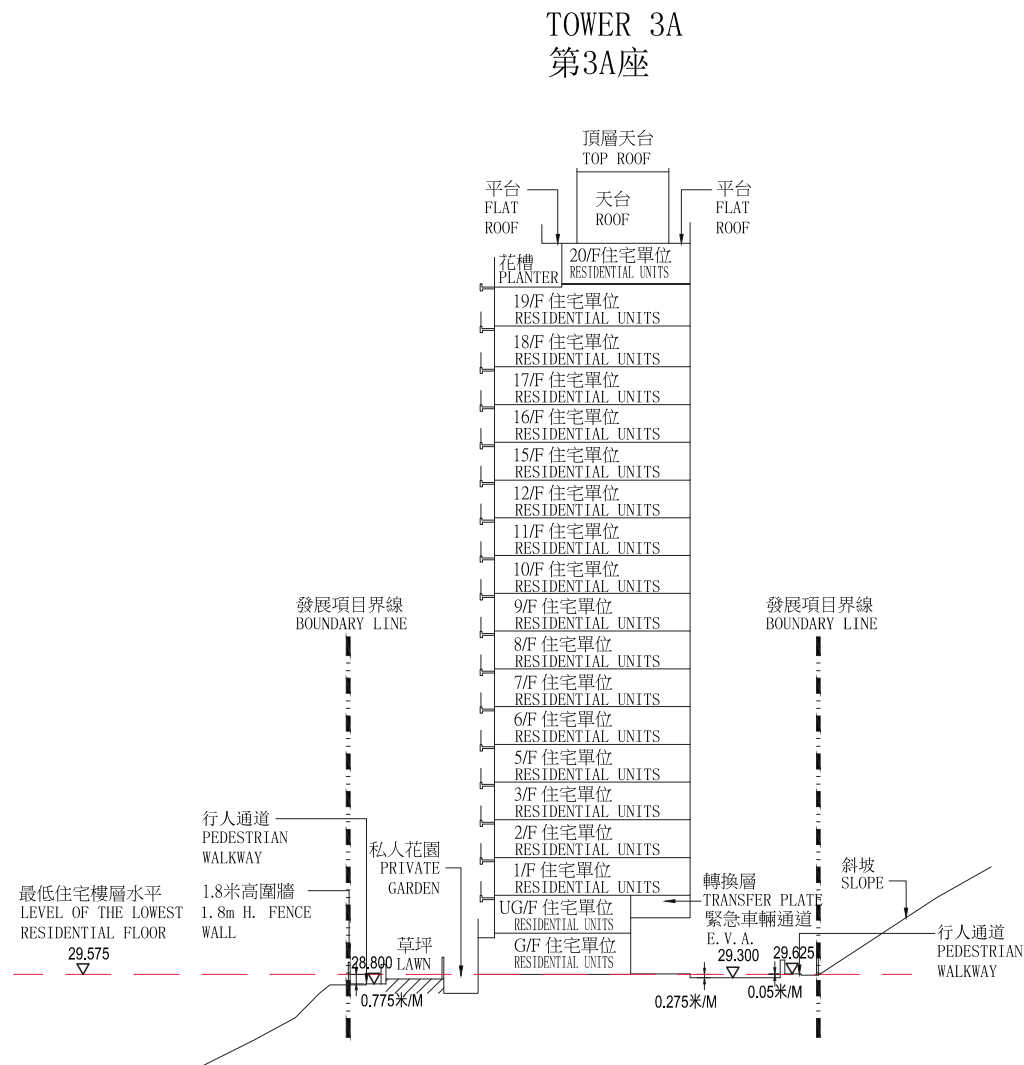 TOWER 3A
第3A座
頂層天台
TOP ROOF
平台
FLAT
ROOF
天台
ROOF
平台
FLAT
ROOF
花槽
PLANTER
20/F住宅單位
RESIDENTIAL UNITS
19/F 住宅單位
RESIDENTIAL UNITS
18/F 住宅單位
RESIDENTIAL UNITS
17/F 住宅單位
RESIDENTIAL UNITS
16/F 住宅單位
RESIDENTIAL UNITS
15/F 住宅單位
RESIDENTIAL UNITS
12/F 住宅單位
RESIDENTIAL UNITS
11/F 住宅單位
RESIDENTIAL UNITS
10/F 住宅單位
RESIDENTIAL UNITS
9/F 住宅單位
RESIDENTIAL UNITS
8/F 住宅單位
RESIDENTIAL UNITS
7/F 住宅單位
RESIDENTIAL UNITS
6/F 住宅單位
RESIDENTIAL UNITS
5/F 住宅單位
RESIDENTIAL UNITS
3/F 住宅單位
RESIDENTIAL UNITS
2/F 住宅單位
RESIDENTIAL UNITS
1/F 住宅單位
RESIDENTIAL UNITS
UG/F 住宅單位
RESIDENTIAL UNITS
G/F 住宅單位
RESIDENTIAL UNITS
發展項目界線
BOUNDARY LINE
發展項目界線
BOUNDARY LINE
行人通道
PEDESTRIAN
WALKWAY
私人花園
PRIVATE
GARDEN
最低住宅樓層水平
LEVEL OF THE LOWEST
RESIDENTIAL FLOOR
29.575
1.8米高圍牆
1.8m H. FENCE
WALL
草坪
LAWN
28.800
0.775米/M
轉換層
TRANSFER PLATE
緊急車輛通道
E.V.A.
29.300
29.625
0.275米/M
0.05米/M
斜坡
SLOPE
行人通道
PEDESTRIAN
WALKWAY